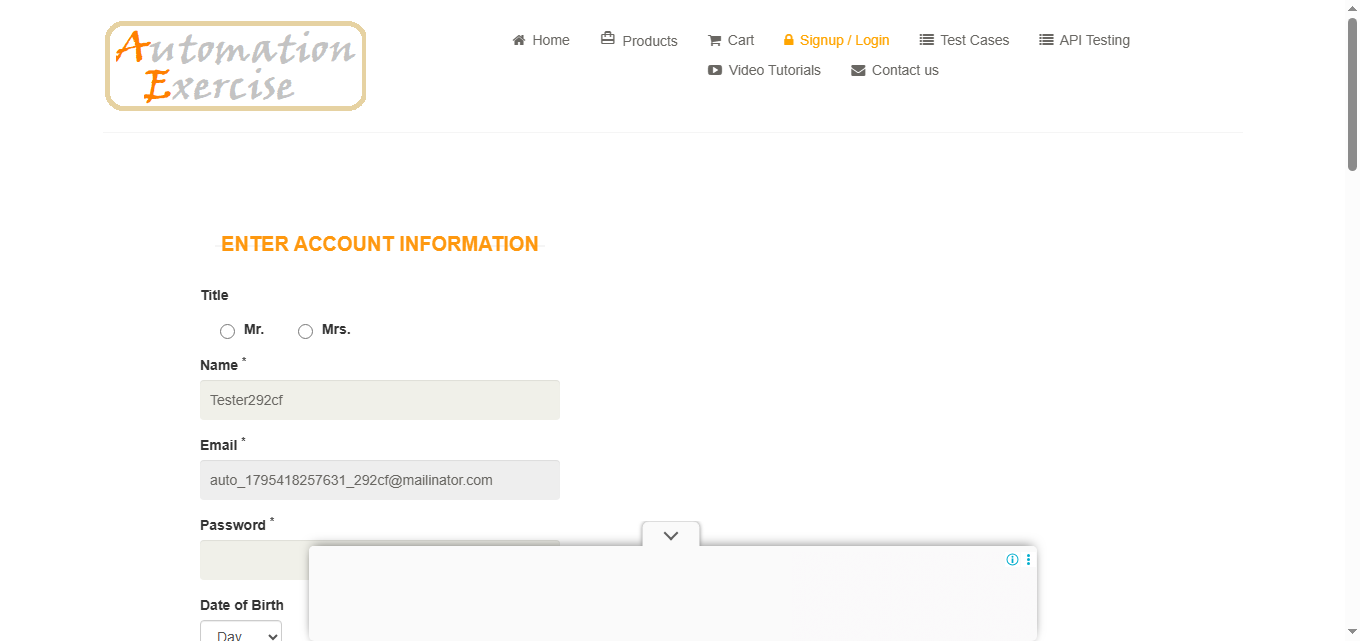 Automation
Exercise
Home
Products
Cart
Signup / Login
Test Cases
API Testing
Video Tutorials
Contact us
ENTER ACCOUNT INFORMATION
Title
Mr.
Mrs.
Name *
Tester292cf
Email *
auto_1795418257631_292cf@mailinator.com
Password *
Date of Birth
Day